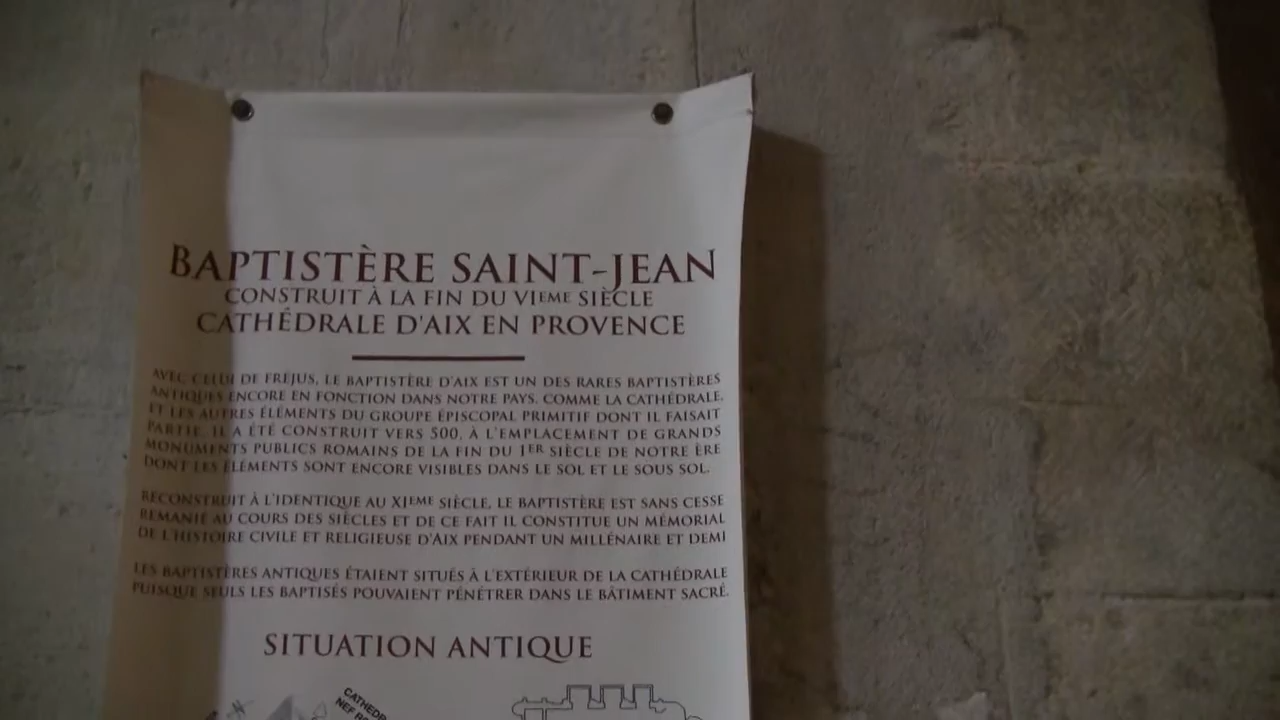 BAPTISTÈRE SAINT-JEAN
CONSTRUIT À LA FIN DU VIEME SIÈCLE
CATHÉDRALE D'AIX EN PROVENCE
AVEC CELUI DE FRÉJUS, LE BAPTISTÈRE D'AIX EST UN DES RARES BAPTISTÈRES
ANTIQUES ENCORE EN FONCTION DANS NOTRE PAYS. COMME LA CATHÉDRALE,
ET LES AUTRES ÉLÉMENTS DU GROUPE ÉPISCOPAL PRIMITIF DONT IL FAISAIT
PARTIE, IL A ÉTÉ CONSTRUIT VERS 500, À L'EMPLACEMENT DE GRANDS
MONUMENTS PUBLICS ROMAINS DE LA FIN DU 1ER SIÈCLE DE NOTRE ÈRE
DONT LES ÉLÉMENTS SONT ENCORE VISIBLES DANS LE SOL ET LE SOUS SOL.
RECONSTRUIT À L'IDENTIQUE AU XIEME SIÈCLE, LE BAPTISTÈRE EST SANS CESSE
REMANIÉ AU COURS DES SIÈCLES ET DE CE FAIT IL CONSTITUE UN MÉMORIAL
DE L'HISTOIRE CIVILE ET RELIGIEUSE D'AIX PENDANT UN MILLÉNAIRE ET DEMI
LES BAPTISTÈRES ANTIQUES ÉTAIENT SITUÉS À L'EXTÉRIEUR DE LA CATHÉDRALE
PUISQUE SEULS LES BAPTISÉS POUVAIENT PÉNÉTRER DANS LE BÂTIMENT SACRÉ.
SITUATION ANTIQUE
CATHEDR
NEF